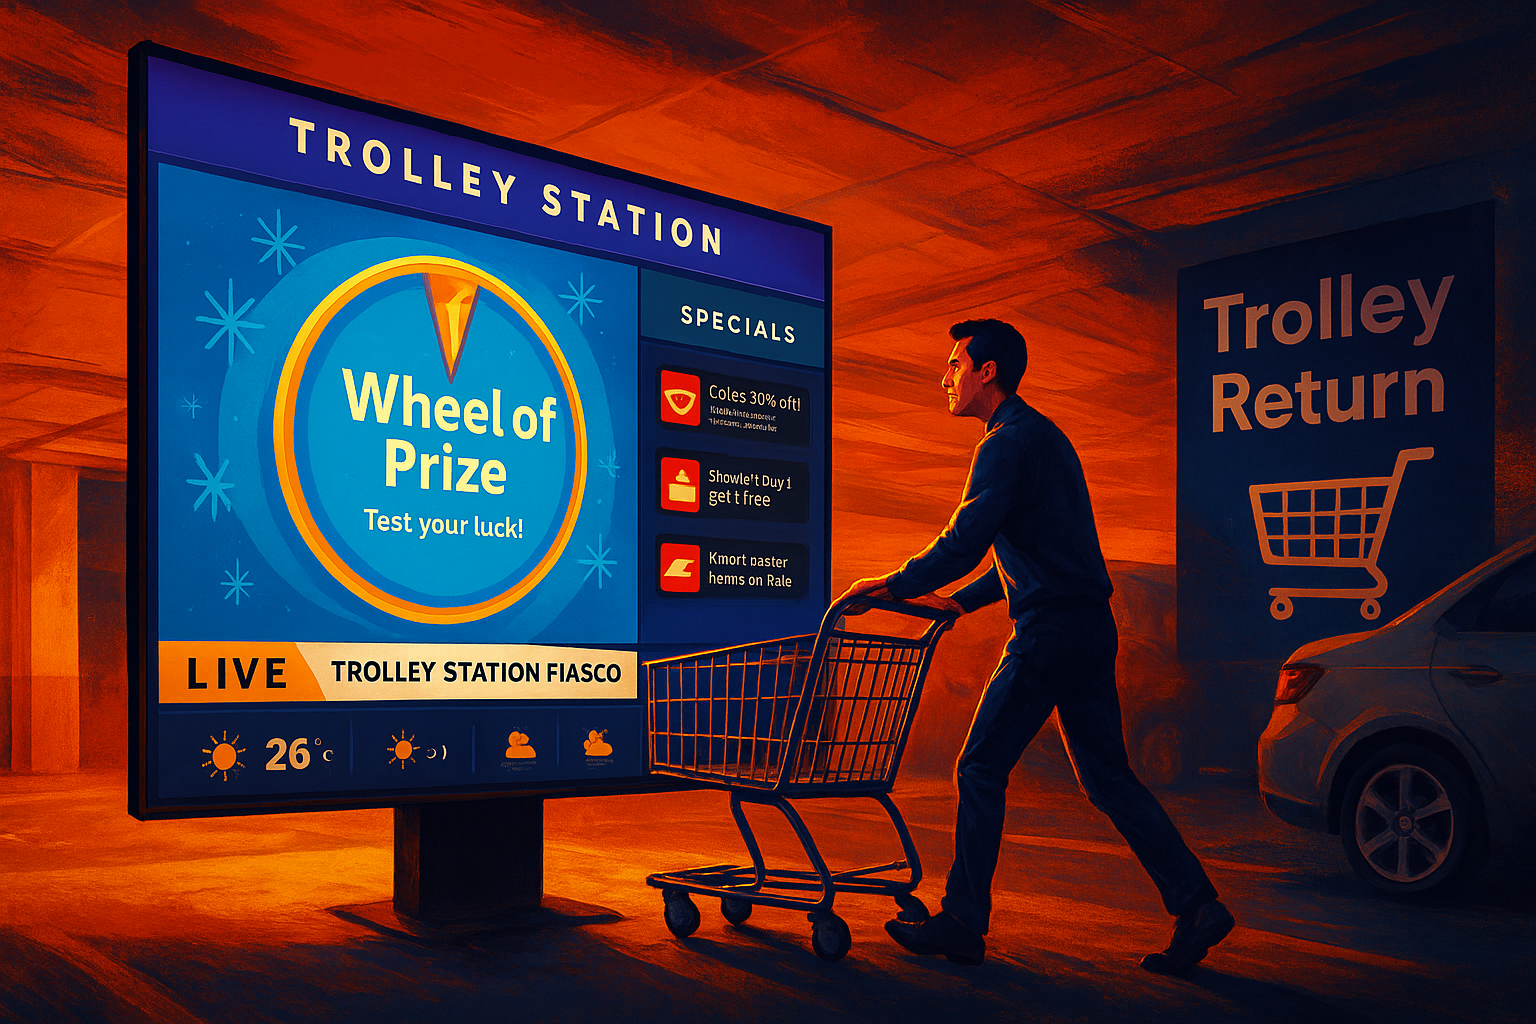 TROLLEY STATION
Wheel of
Prize
Test your luck!
SPECIALS
Coles 30% oft!
Showle't Duy 1
get t free
Kmort paster
hems on Rale
LIVE
TROLLEY STATION FIASCO
26°C
Trolley
Return